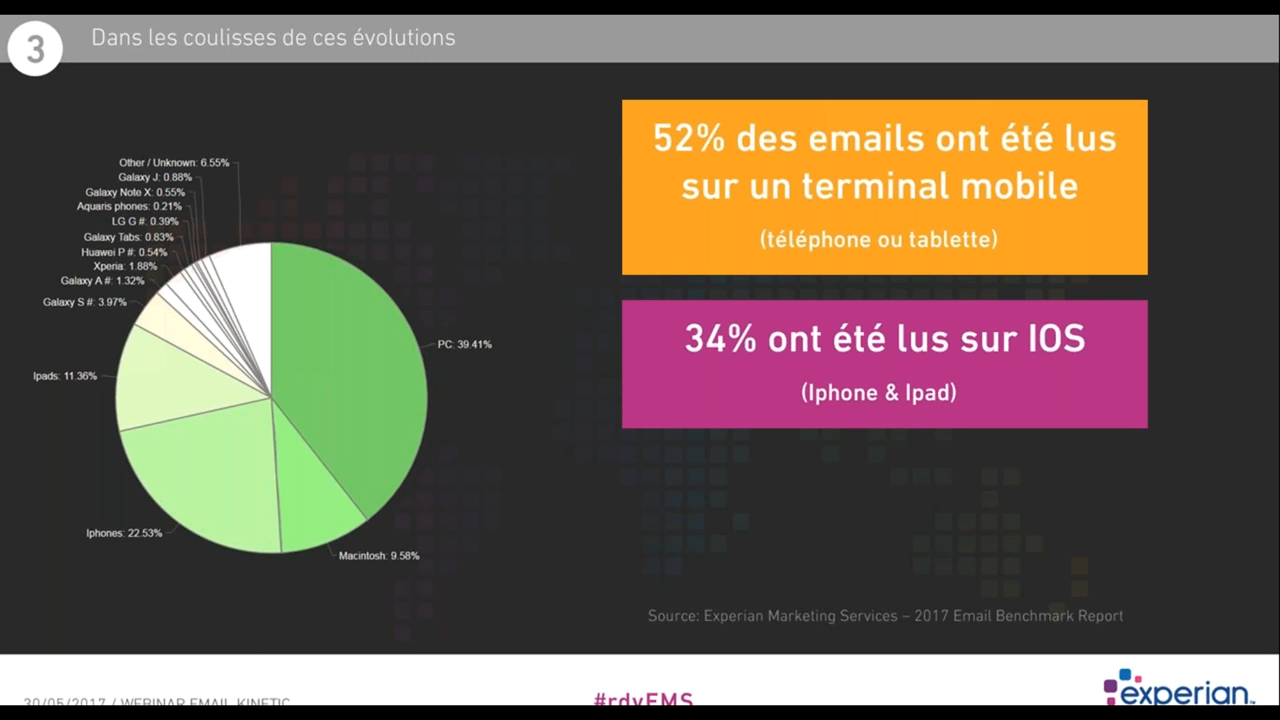 3
Dans les coulisses de ces évolutions
52% des emails ont été lus
sur un terminal mobile
(téléphone ou tablette)
34% ont été lus sur IOS
(Iphone & Ipad)
Other / Unknown: 6.55%
Galaxy J: 0.88%
Galaxy Note X: 0.55%
Aquaris phones: 0.21%
LG G #: 0.39%
Galaxy Tabs: 0.83%
Huawei P #: 0.54%
Xperia: 1.88%
Galaxy A #: 1.32%
Galaxy S #: 3.97%
PC: 39.41%
Ipads: 11.36%
Iphones: 22.53%
Macintosh: 9.58%
Source: Experian Marketing Services – 2017 Email Benchmark Report
30/05/2017 / WEBINAR EMAIL KINETIC
#rdvEMS
experian™